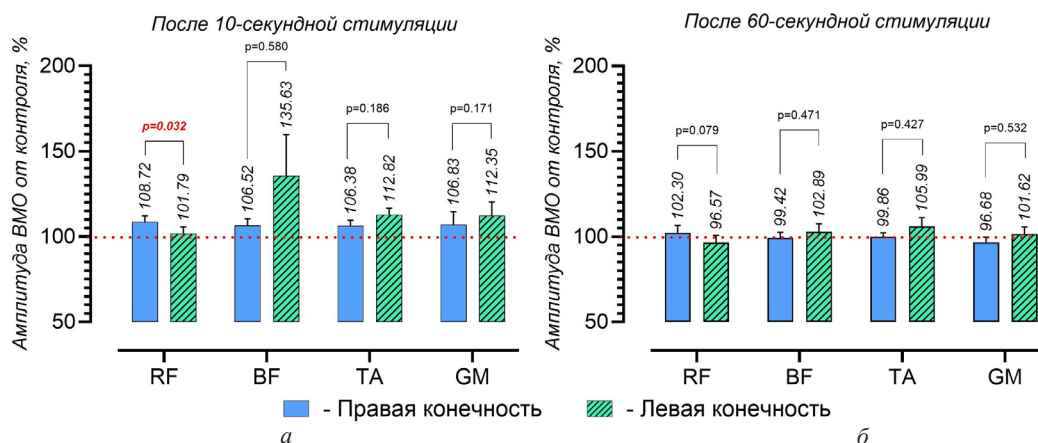 После 10-секундной стимуляции
Амплитуда ВМО от контроля, %
200
150
100
50
p=0.032
p=0.580
p=0.186
p=0.171
108.72
101.79
106.52
135.63
106.38
112.82
106.83
112.35
RF
BF
TA
GM
После 60-секундной стимуляции
Амплитуда ВМО от контроля, %
200
150
100
50
p=0.079
p=0.471
p=0.427
p=0.532
102.30
96.57
99.42
102.89
99.86
105.99
96.68
101.62
RF
BF
TA
GM
- Правая конечность
- Левая конечность
а
б